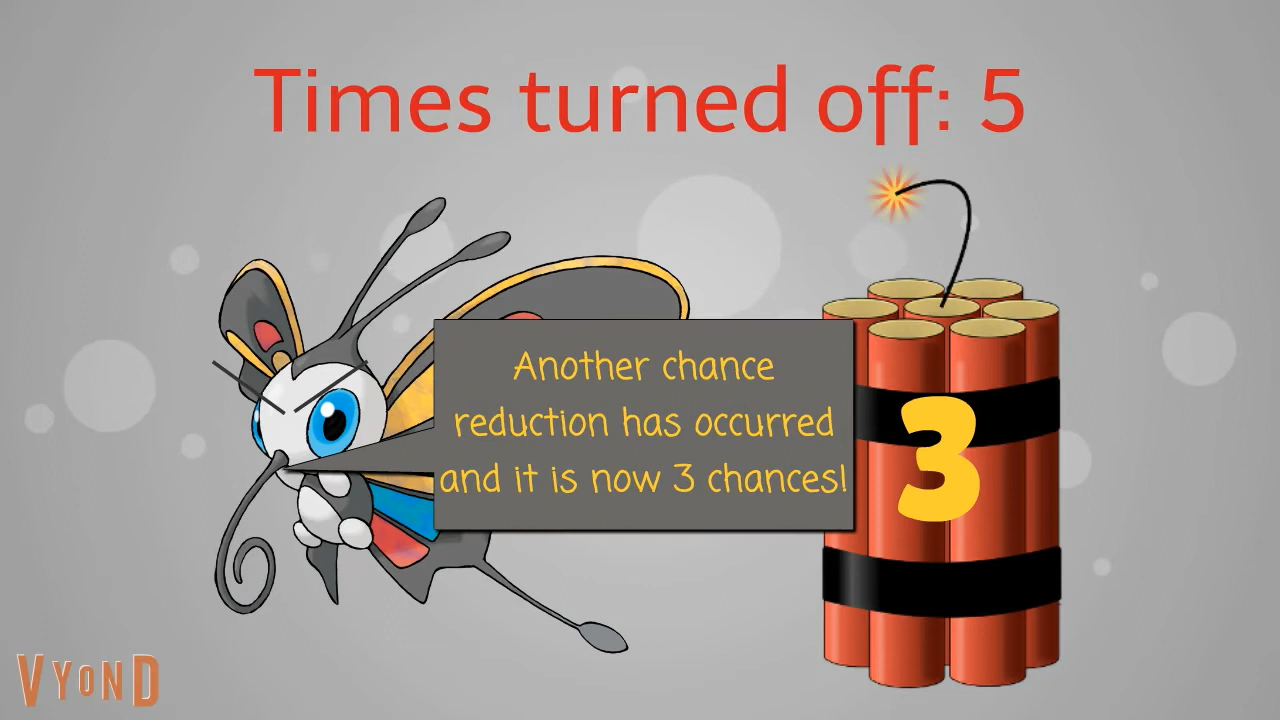 Times turned off: 5
Another chance
reduction has occurred
and it is now 3 chances!
3
VYOND